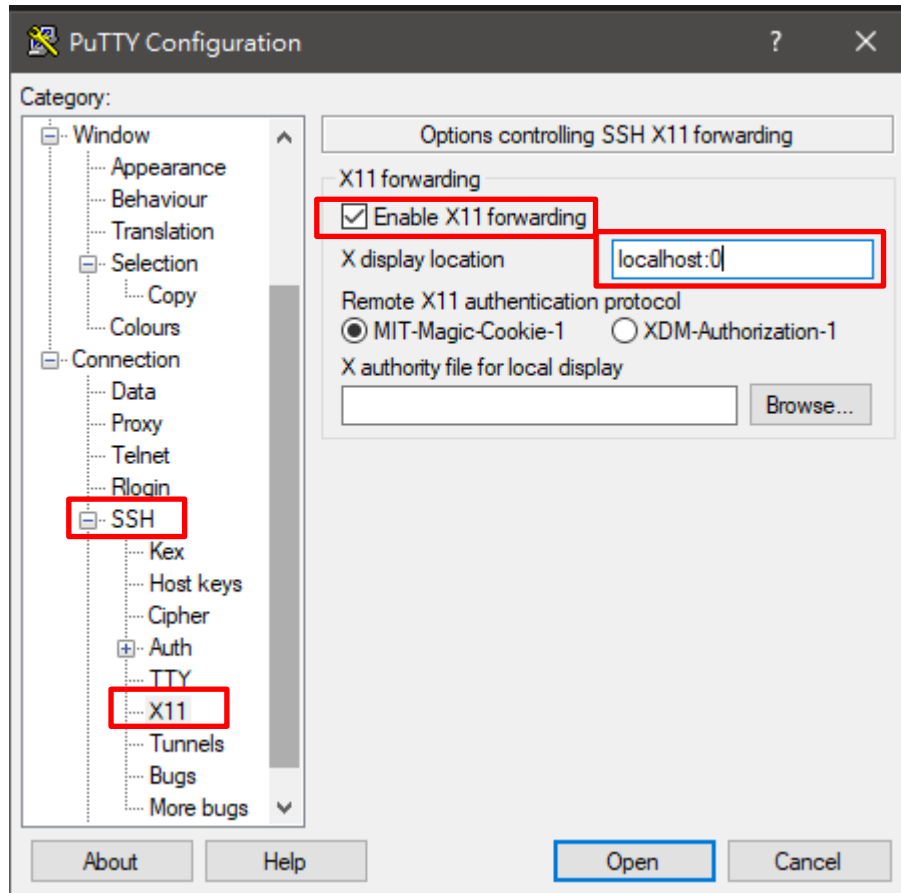 PuTTY Configuration
Category:
Window
Appearance
Behaviour
Translation
Selection
Copy
Colours
Connection
Data
Proxy
Telnet
Rlogin
SSH
Kex
Host keys
Cipher
Auth
TTY
X11
Tunnels
Bugs
More bugs
Options controlling SSH X11 forwarding
X11 forwarding
Enable X11 forwarding
X display location localhost:0
Remote X11 authentication protocol
MIT-Magic-Cookie-1 XDM-Authorization-1
X authority file for local display
Browse...
About Help Open Cancel